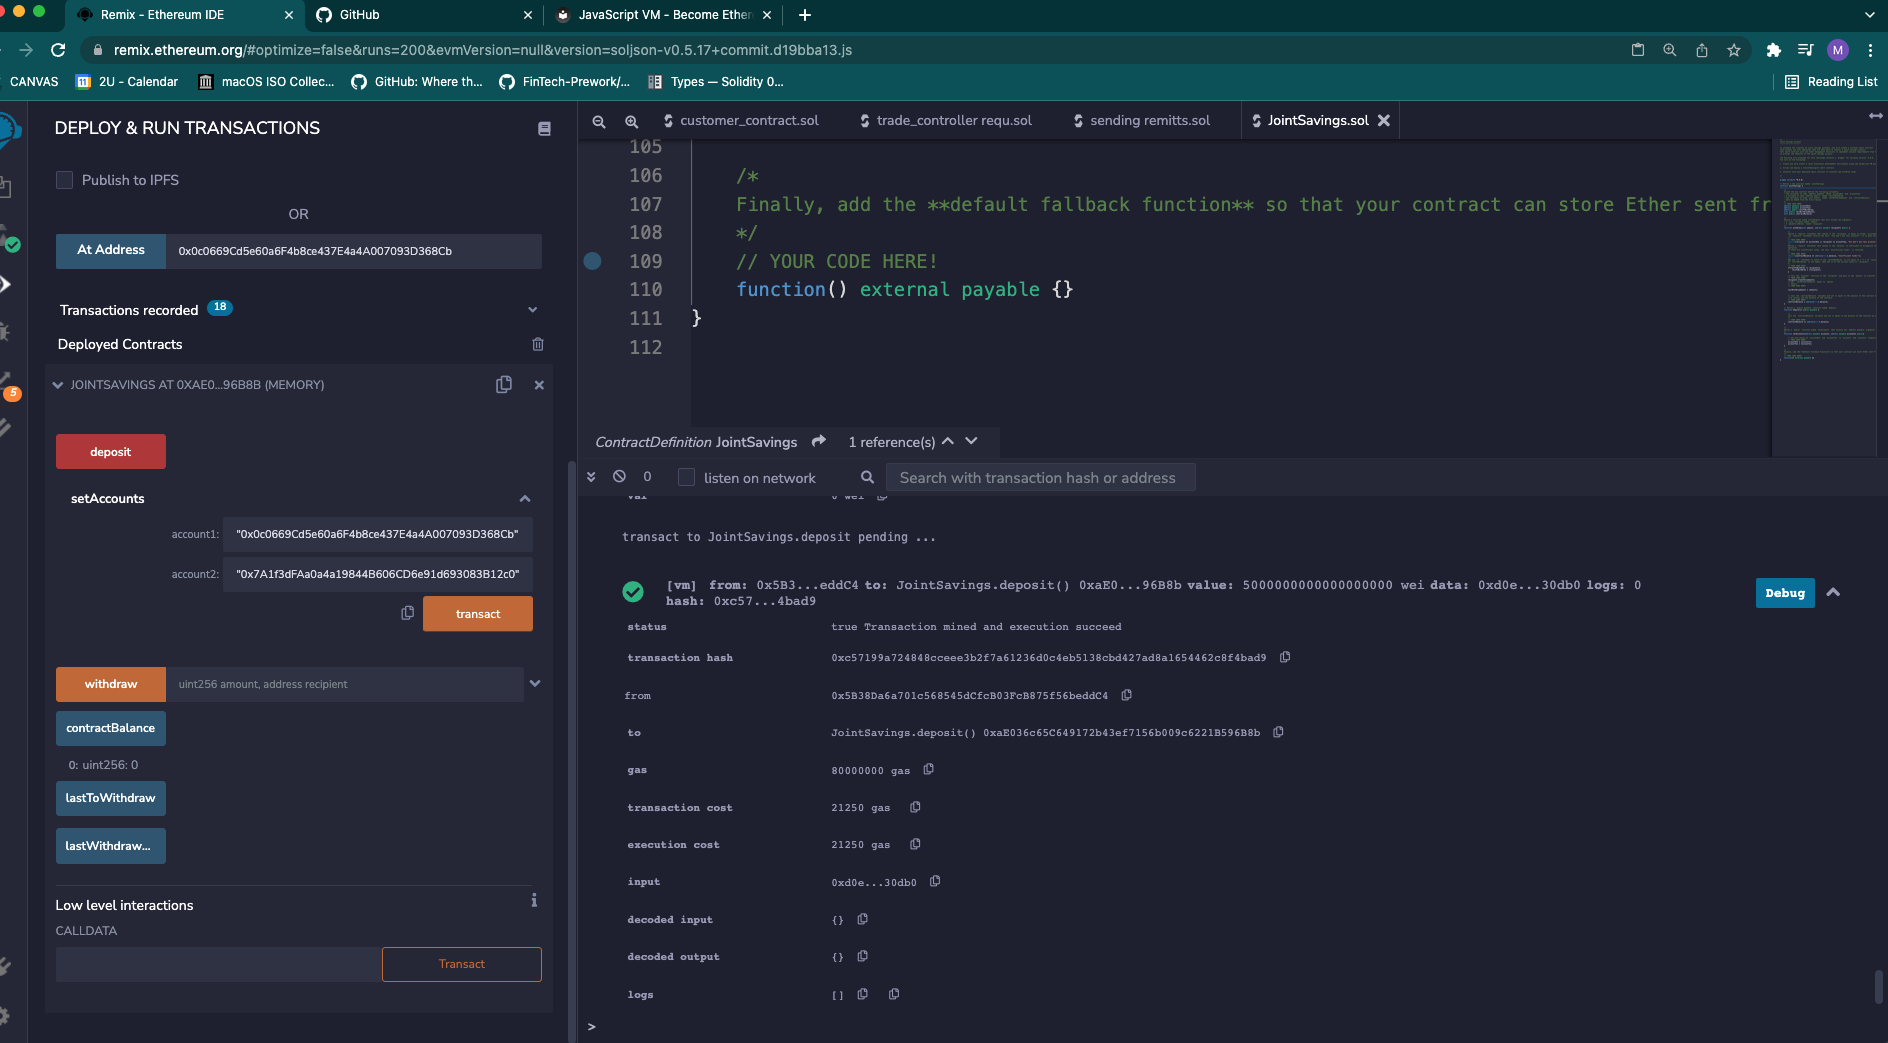 Remix - Ethereum IDE
GitHub
JavaScript VM - Become Ether
remix.ethereum.org/#optimize=false&runs=200&evmVersion=null&version=soljson-v0.5.17+commit.d19bba13.js
M
CANVAS
11
2U - Calendar
macOS ISO Collec...
GitHub: Where th...
FinTech-Prework/...
Types — Solidity 0...
Reading List
DEPLOY & RUN TRANSACTIONS
Publish to IPFS
OR
At Address
0x0c0669Cd5e60a6F4b8ce437E4a4A007093D368Cb
Transactions recorded 18
Deployed Contracts
JOINTSAVINGS AT 0XAE0...96B8B (MEMORY)
5
deposit
setAccounts
account1: "0x0c0669Cd5e60a6F4b8ce437E4a4A007093D368Cb"
account2: "0x7A1f3dFAa0a4a19844B606CD6e91d693083B12c0"
transact
withdraw uint256 amount, address recipient
contractBalance
0: uint256: 0
lastToWithdraw
lastWithdraw...
Low level interactions
i
CALLDATA
Transact
customer_contract.sol
trade_controller requ.sol
sending remitts.sol
JointSavings.sol
105
106 /*
107 Finally, add the **default fallback function** so that your contract can store Ether sent fr
108 */
109 // YOUR CODE HERE!
110 function() external payable {}
111 }
112
ContractDefinition JointSavings 1 reference(s)
0 listen on network Search with transaction hash or address
val 0 wei
transact to JointSavings.deposit pending ...
[vm] from: 0x5B3...eddC4 to: JointSavings.deposit() 0xaE0...96B8b value: 5000000000000000000 wei data: 0xd0e...30db0 logs: 0
hash: 0xc57...4bad9
Debug
status true Transaction mined and execution succeed
transaction hash 0xc57199a724848cceee3b2f7a61236d0c4eb5138cbd427ad8a1654462c8f4bad9
from 0x5B38Da6a701c568545dCfcB03FcB875f56beddC4
to JointSavings.deposit() 0xaE036c65C649172b43ef7156b009c6221B596B8b
gas 80000000 gas
transaction cost 21250 gas
execution cost 21250 gas
input 0xd0e...30db0
decoded input {}
decoded output {}
logs []
>